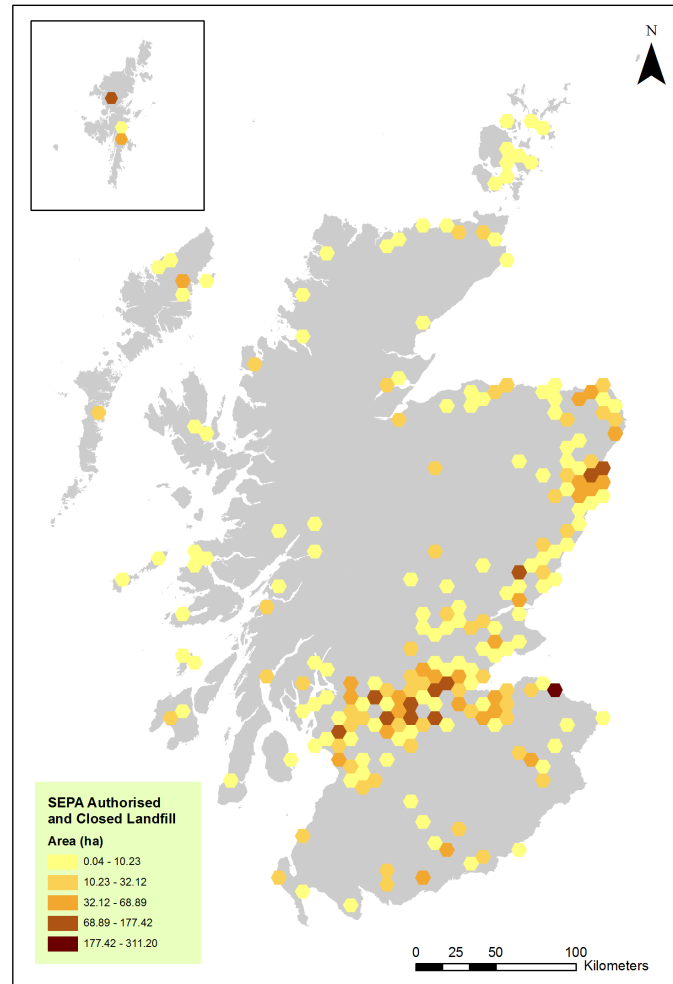 N
SEPA Authorised
and Closed Landfill
Area (ha)
0.04 - 10.23
10.23 - 32.12
32.12 - 68.89
68.89 - 177.42
177.42 - 311.20
0 25 50 100
Kilometers